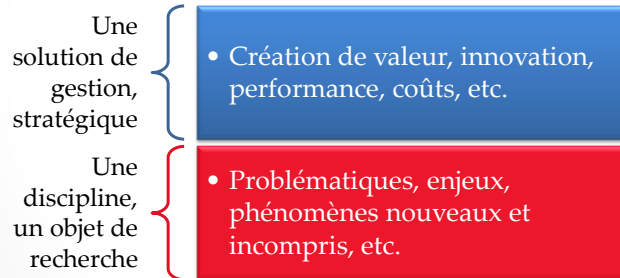 Une
solution de
gestion,
stratégique
• Création de valeur, innovation,
performance, coûts, etc.
Une
discipline,
un objet de
recherche
• Problématiques, enjeux,
phénomènes nouveaux et
incompris, etc.